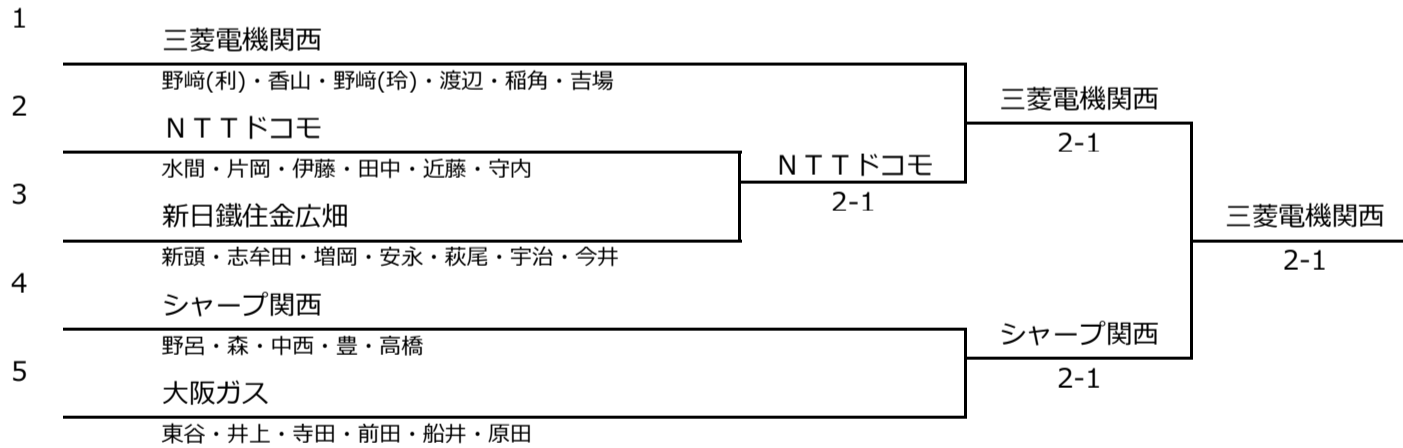 1
三菱電機関西
野﨑(利)・香山・野﨑(玲)・渡辺・稲角・吉場
三菱電機関西
2-1
2
ＮＴＴドコモ
水間・片岡・伊藤・田中・近藤・守内
ＮＴＴドコモ
2-1
3
新日鐵住金広畑
新頭・志牟田・増岡・安永・萩尾・宇治・今井
三菱電機関西
2-1
4
シャープ関西
野呂・森・中西・豊・高橋
シャープ関西
2-1
5
大阪ガス
東谷・井上・寺田・前田・船井・原田